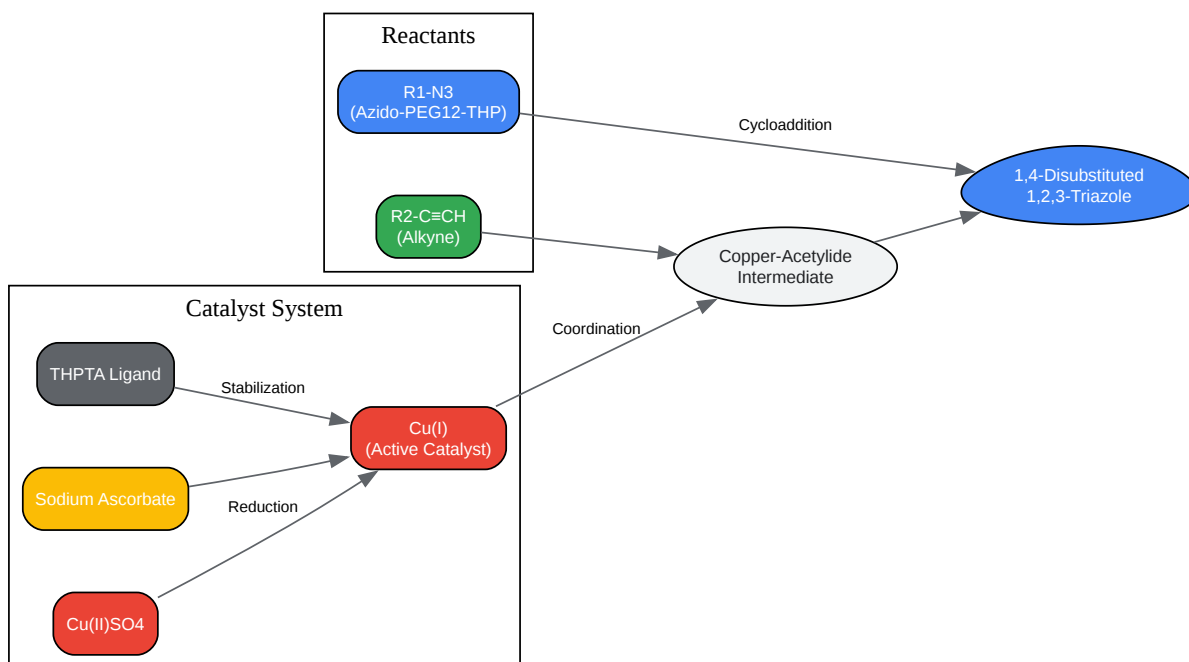 Reactants
R1-N3
(Azido-PEG12-THP)
Cycloaddition
1,4-Disubstituted
1,2,3-Triazole
R2-C≡CH
(Alkyne)
Copper-Acetylide
Intermediate
Catalyst System
Coordination
THPTA Ligand
Stabilization
Cu(I)
(Active Catalyst)
Sodium Ascorbate
Reduction
Cu(II)SO4